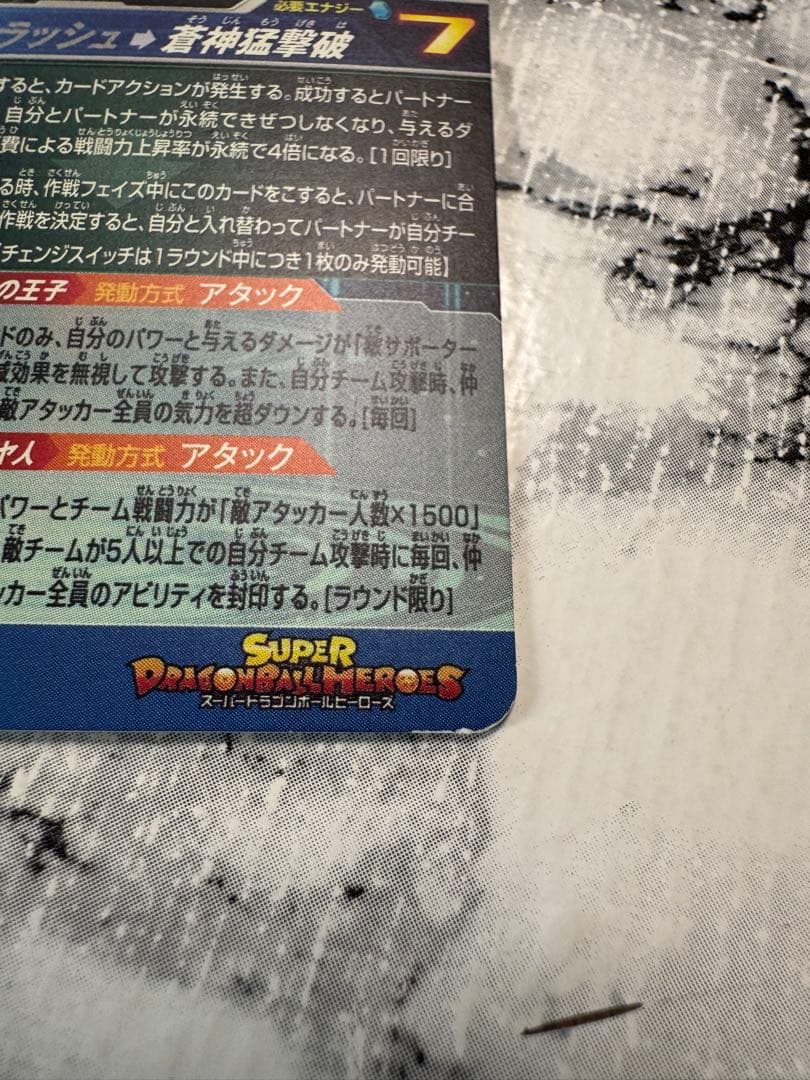 必要エナジー
ラッシュ➡蒼神猛撃破 7
すると、カードアクションが発生する。成功するとパートナー
自分とパートナーが永続できぜつしなくなり、与えるダ
費による戦闘力上昇率が永続で4倍になる。[1回限り]
る時、作戦フェイズ中にこのカードをこすると、パートナーに合
作戦を決定すると、自分と入れ替わってパートナーが自分チー
チェンジスイッチは1ラウンド中につき1枚のみ発動可能】
の王子 発動方式 アタック
ドのみ、自分のパワーと与えるダメージが「敵サポーター
減効果を無視して攻撃する。また、自分チーム攻撃時、仲
敵アタッカー全員の気力を超ダウンする。[毎回]
ヤ人 発動方式 アタック
パワーとチーム戦闘力が「敵アタッカー人数×1500」
敵チームが5人以上での自分チーム攻撃時に毎回、仲
カー全員のアビリティを封印する。[ラウンド限り]
SUPER
DRAGONBALL HEROES
スーパードラゴンボールヒーローズ